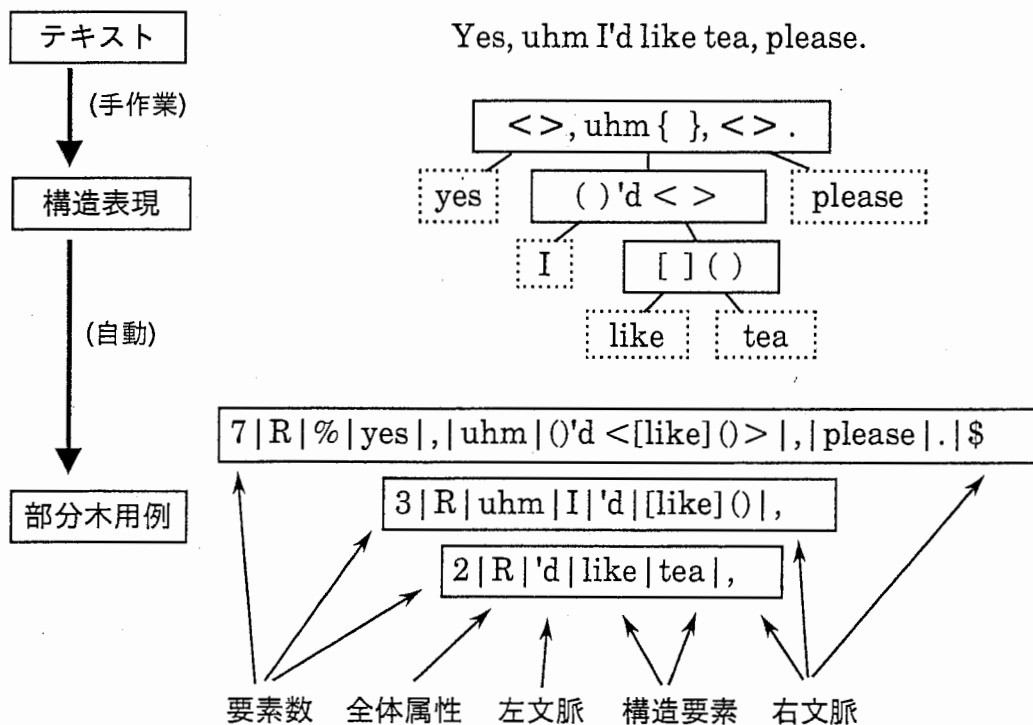 テキスト
Yes, uhm I'd like tea, please.
(手作業)
< >, uhm { }, < > .
構造表現
yes
( ) 'd < >
please
I
[ ] ( )
(自動)
like
tea
7|R|%|yes|,|uhm|()'d <[like]()>|,|please|.|$
部分木用例
3|R|uhm|I|'d|[like]()|,
2|R|'d|like|tea|,
要素数 全体属性 左文脈 構造要素 右文脈